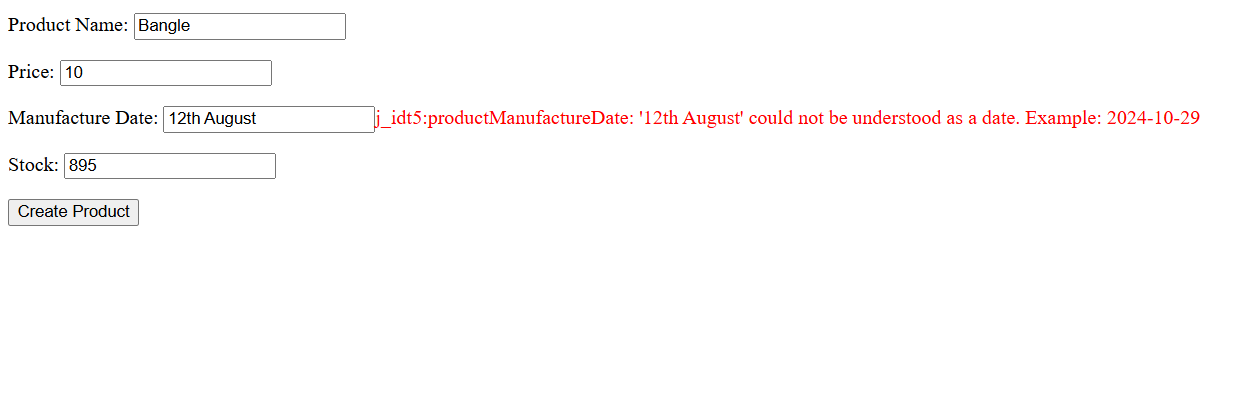 Product Name: Bangle
Price: 10
Manufacture Date: 12th August j_idt5:productManufactureDate: '12th August' could not be understood as a date. Example: 2024-10-29
Stock: 895
Create Product